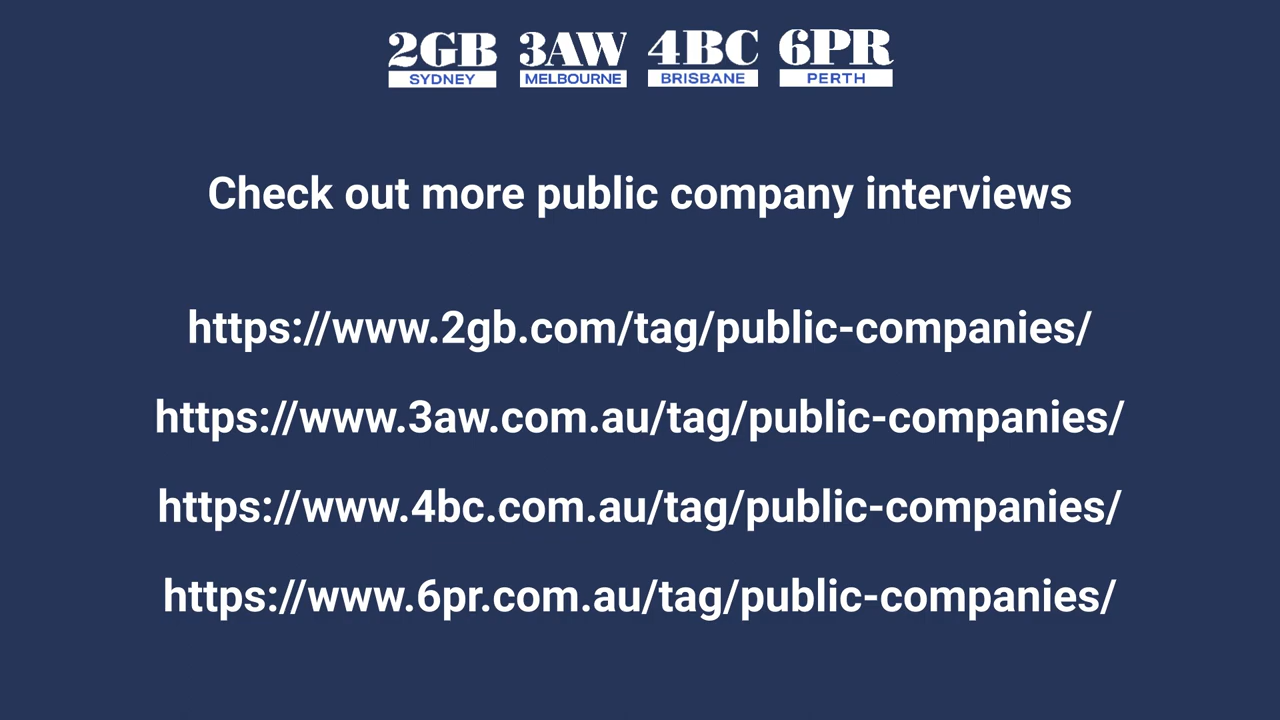 2GB 3AW 4BC 6PR
SYDNEY MELBOURNE BRISBANE PERTH
Check out more public company interviews
https://www.2gb.com/tag/public-companies/
https://www.3aw.com.au/tag/public-companies/
https://www.4bc.com.au/tag/public-companies/
https://www.6pr.com.au/tag/public-companies/